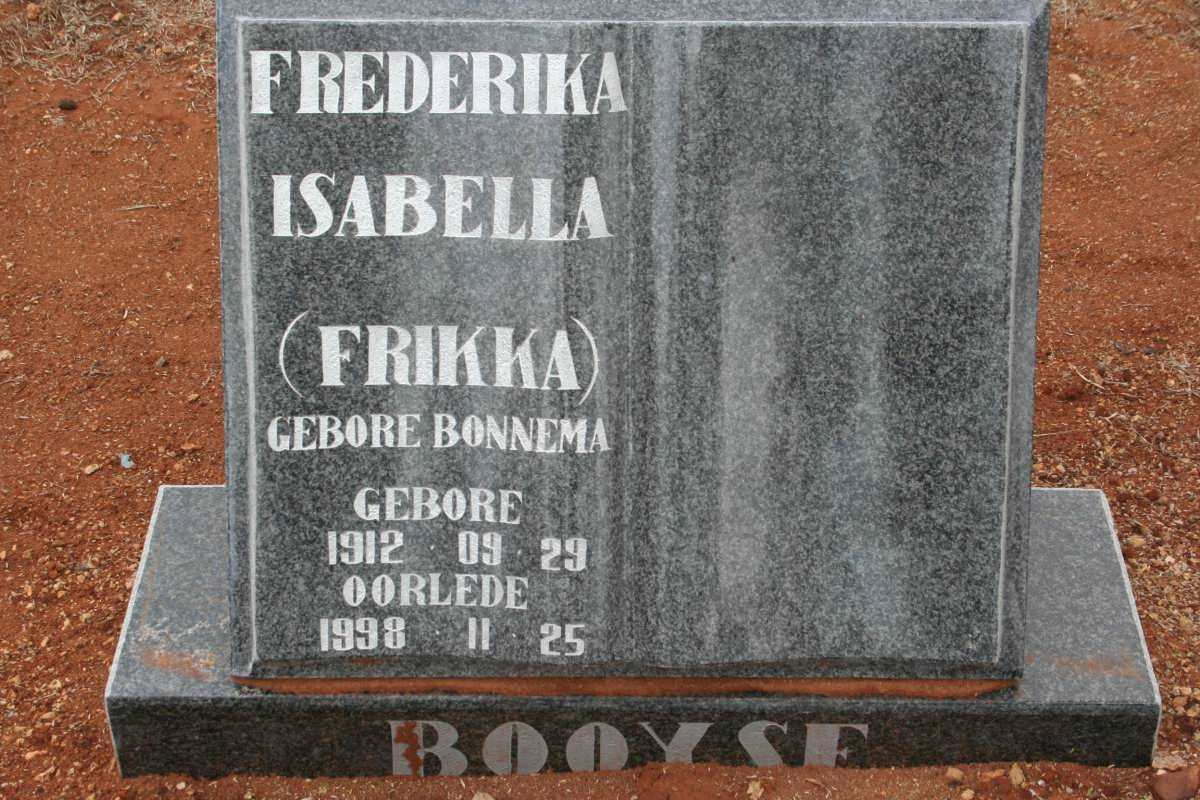 FREDERIKA
ISABELLA
(FRIKKA)
GEBORE BONNEMA
GEBORE
1912 · 09 · 29
OORLEDE
1998 · 11 · 25
BOOYSE